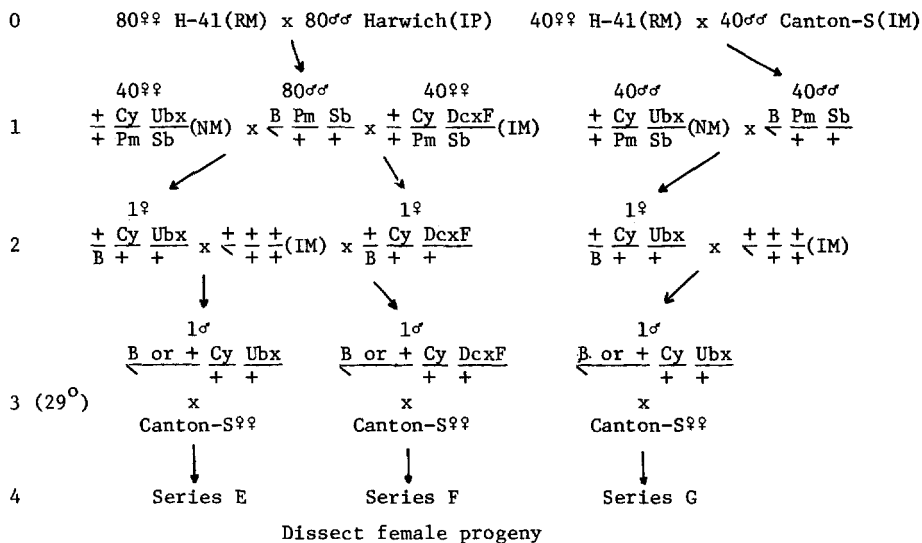 0 80♀♀ H-41(RM) x 80♂♂ Harwich(IP) 40♀♀ H-41(RM) x 40♂♂ Canton-S(IM)
40♀♀ 80♂♂ 40♀♀ 40♂♂ 40♂♂
+ Cy Ubx B Pm Sb + Cy DcxF + Cy Ubx B Pm Sb
1 (NM) x x (IM) (NM) x
+ Pm Sb + + + Pm Sb + Pm Sb + +
1♀ 1♀ 1♀
+ Cy Ubx + + + + Cy DcxF + Cy Ubx + + +
2 x (IM) x x (IM)
B + + + + B + + B + + + +
1♂ 1♂ 1♂
B or + Cy Ubx B or + Cy DcxF B or + Cy Ubx
+ + + + + +
3 (29°) x x x
Canton-S♀♀ Canton-S♀♀ Canton-S♀♀
4 Series E Series F Series G
Dissect female progeny